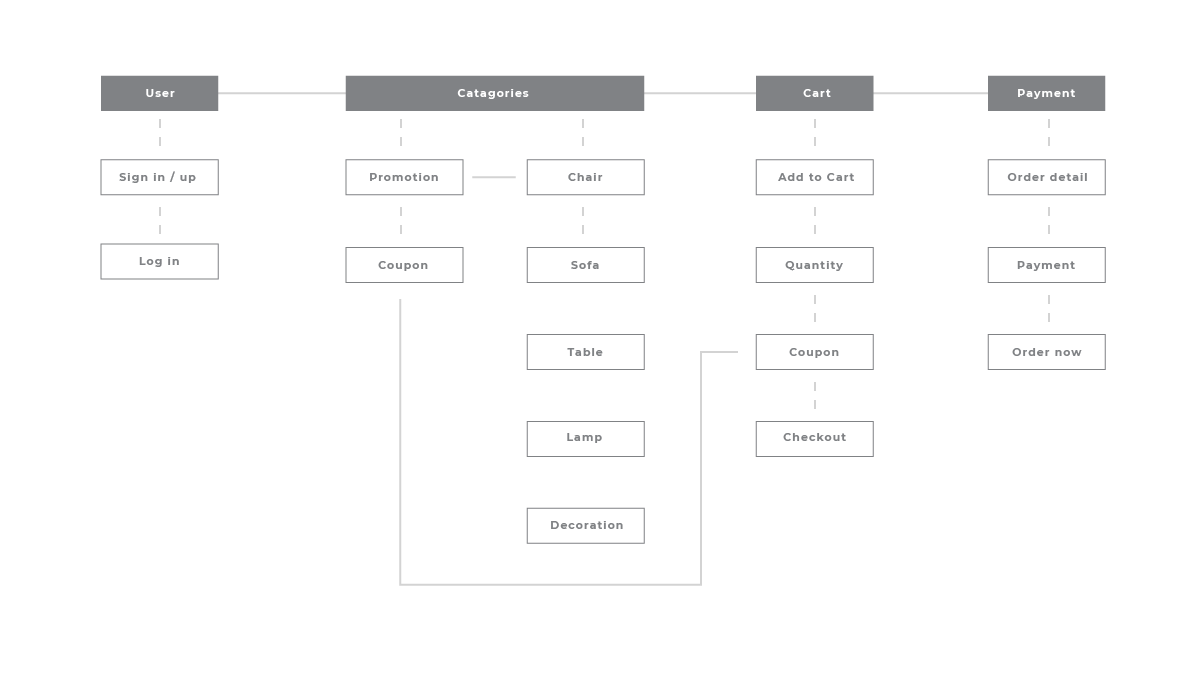 User
Catagories
Cart
Payment
Sign in / up
Promotion
Chair
Add to Cart
Order detail
Log in
Coupon
Sofa
Quantity
Payment
Table
Coupon
Order now
Lamp
Checkout
Decoration